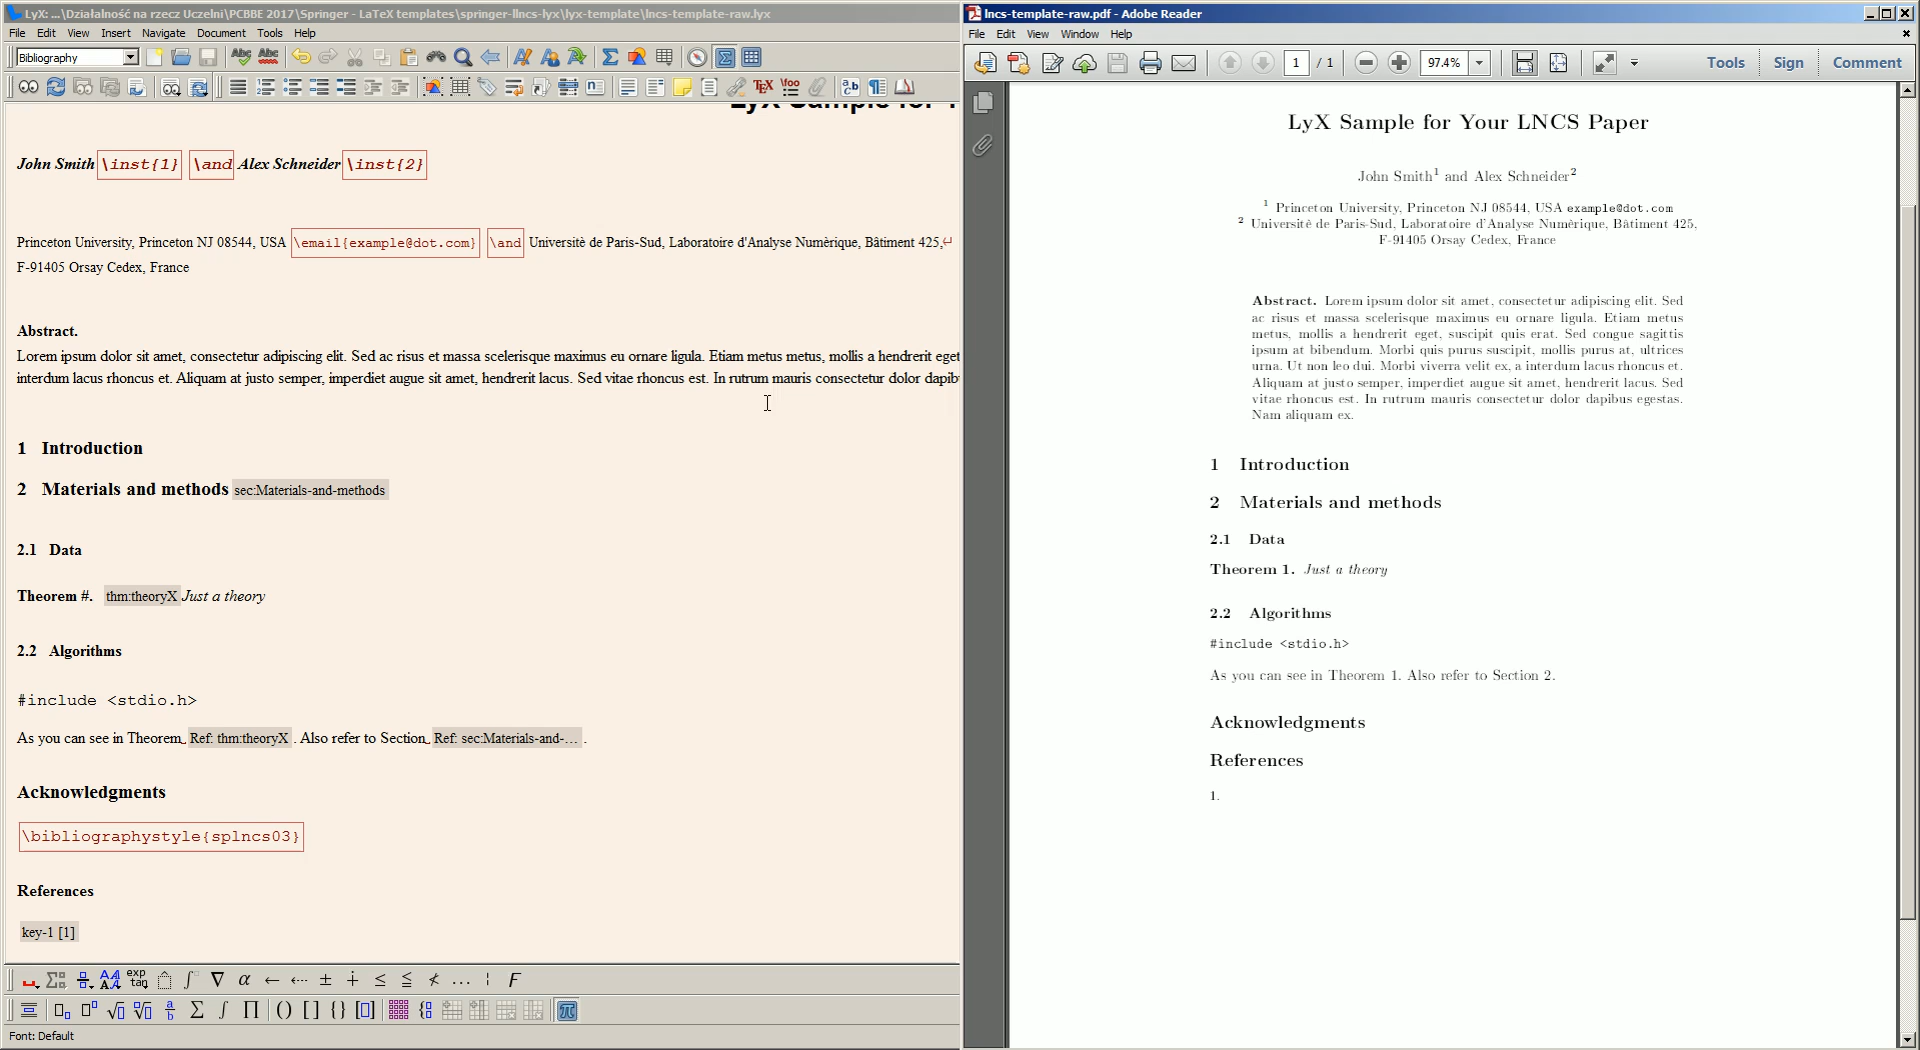 LyX: ...\Działalność na rzecz Uczelni\PCBBE 2017\Springer - LaTeX templates\springer-llncs-lyx\lyx-template\lncs-template-raw.lyx
File Edit View Insert Navigate Document Tools Help
Bibliography
John Smith \inst{1} \and Alex Schneider \inst{2}
Princeton University, Princeton NJ 08544, USA \email{example@dot.com} \and Universitè de Paris-Sud, Laboratoire d'Analyse Numèrique, Bâtiment 425,
F-91405 Orsay Cedex, France
Abstract.
Lorem ipsum dolor sit amet, consectetur adipiscing elit. Sed ac risus et massa scelerisque maximus eu ornare ligula. Etiam metus metus, mollis a hendrerit eget
interdum lacus rhoncus et. Aliquam at justo semper, imperdiet augue sit amet, hendrerit lacus. Sed vitae rhoncus est. In rutrum mauris consectetur dolor dapib
1 Introduction
2 Materials and methods sec:Materials-and-methods
2.1 Data
Theorem #. thm:theoryX Just a theory
2.2 Algorithms
#include <stdio.h>
As you can see in Theorem Ref: thm:theoryX . Also refer to Section Ref: sec:Materials-and-... .
Acknowledgments
\bibliographystyle{splncs03}
References
key-1 [1]
Font: Default
lncs-template-raw.pdf - Adobe Reader
File Edit View Window Help
1 / 1 97.4% Tools Sign Comment
LyX Sample for Your LNCS Paper
John Smith1 and Alex Schneider2
1 Princeton University, Princeton NJ 08544, USA example@dot.com
2 Universitè de Paris-Sud, Laboratoire d'Analyse Numèrique, Bâtiment 425,
F-91405 Orsay Cedex, France
Abstract. Lorem ipsum dolor sit amet, consectetur adipiscing elit. Sed
ac risus et massa scelerisque maximus eu ornare ligula. Etiam metus
metus, mollis a hendrerit eget, suscipit quis erat. Sed congue sagittis
ipsum at bibendum. Morbi quis purus suscipit, mollis purus at, ultrices
urna. Ut non leo dui. Morbi viverra velit ex, a interdum lacus rhoncus et.
Aliquam at justo semper, imperdiet augue sit amet, hendrerit lacus. Sed
vitae rhoncus est. In rutrum mauris consectetur dolor dapibus egestas.
Nam aliquam ex.
1 Introduction
2 Materials and methods
2.1 Data
Theorem 1. Just a theory
2.2 Algorithms
#include <stdio.h>
As you can see in Theorem 1. Also refer to Section 2.
Acknowledgments
References
1.